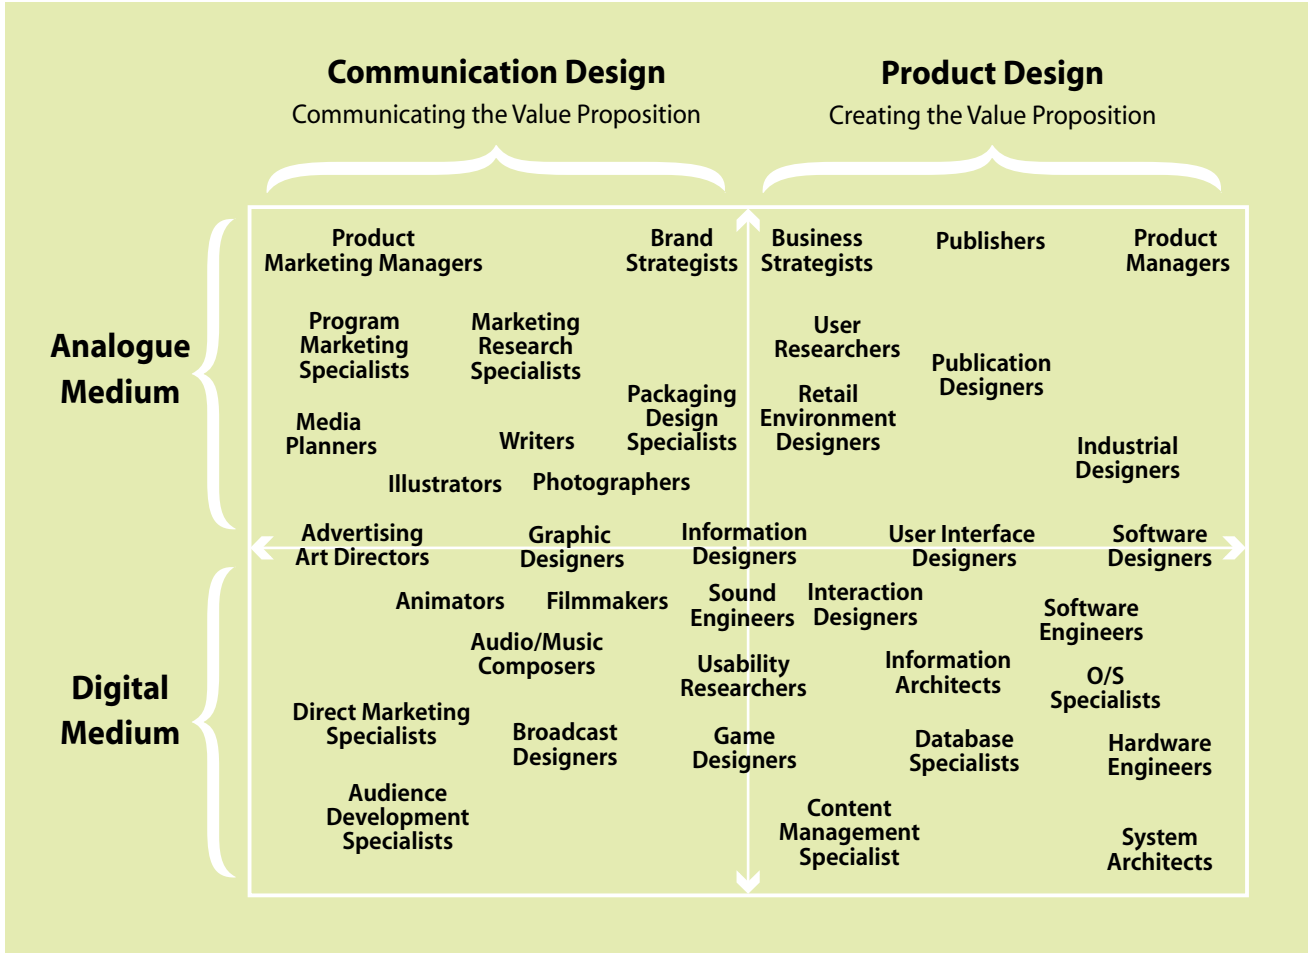 Communication Design
Communicating the Value Proposition
Product Design
Creating the Value Proposition
Analogue
Medium
Digital
Medium
Product
Marketing Managers
Brand
Strategists
Business
Strategists
Publishers
Product
Managers
Program
Marketing
Specialists
Marketing
Research
Specialists
User
Researchers
Publication
Designers
Packaging
Design
Specialists
Retail
Environment
Designers
Media
Planners
Writers
Industrial
Designers
Illustrators
Photographers
Advertising
Art Directors
Graphic
Designers
Information
Designers
User Interface
Designers
Software
Designers
Animators
Filmmakers
Sound
Engineers
Interaction
Designers
Software
Engineers
Audio/Music
Composers
Usability
Researchers
Information
Architects
O/S
Specialists
Direct Marketing
Specialists
Broadcast
Designers
Game
Designers
Database
Specialists
Hardware
Engineers
Audience
Development
Specialists
Content
Management
Specialist
System
Architects